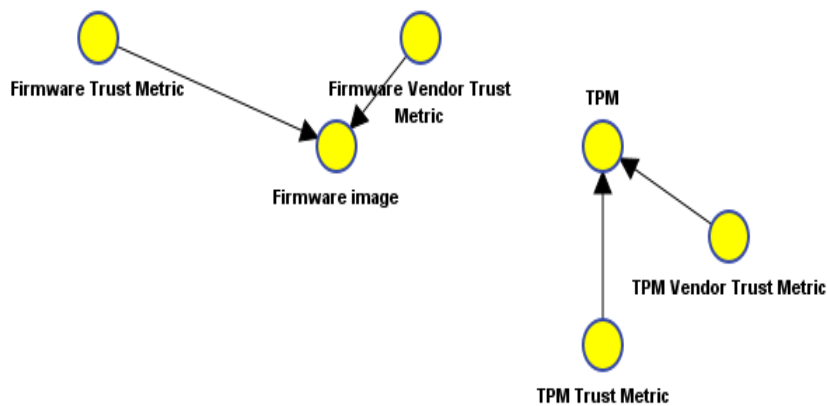 Firmware Trust Metric
Firmware Vendor Trust
Metric
TPM
Firmware image
TPM Vendor Trust Metric
TPM Trust Metric